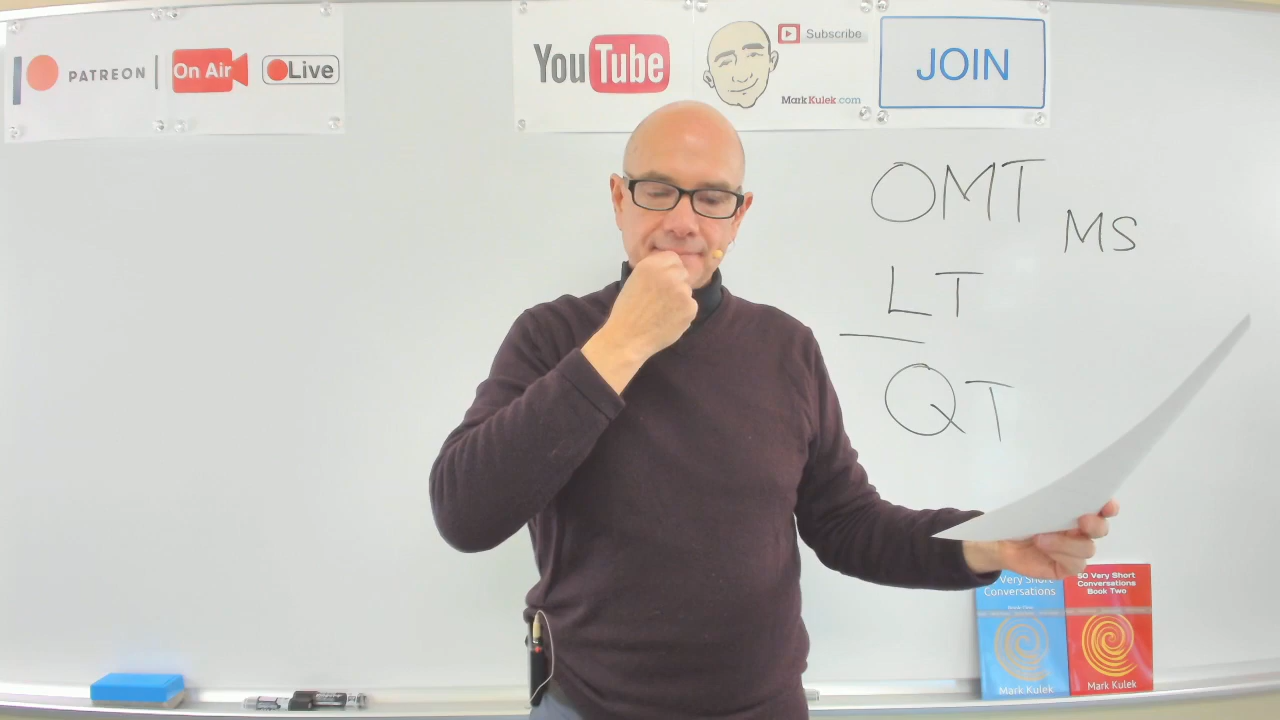 PATREON
On Air
Live
YouTube
Subscribe
MarkKulek.com
JOIN
OMT
MS
LT
QT
Very Short
Conversations
Mark Kulek
50 Very Short
Conversations
Book Two
Mark Kulek